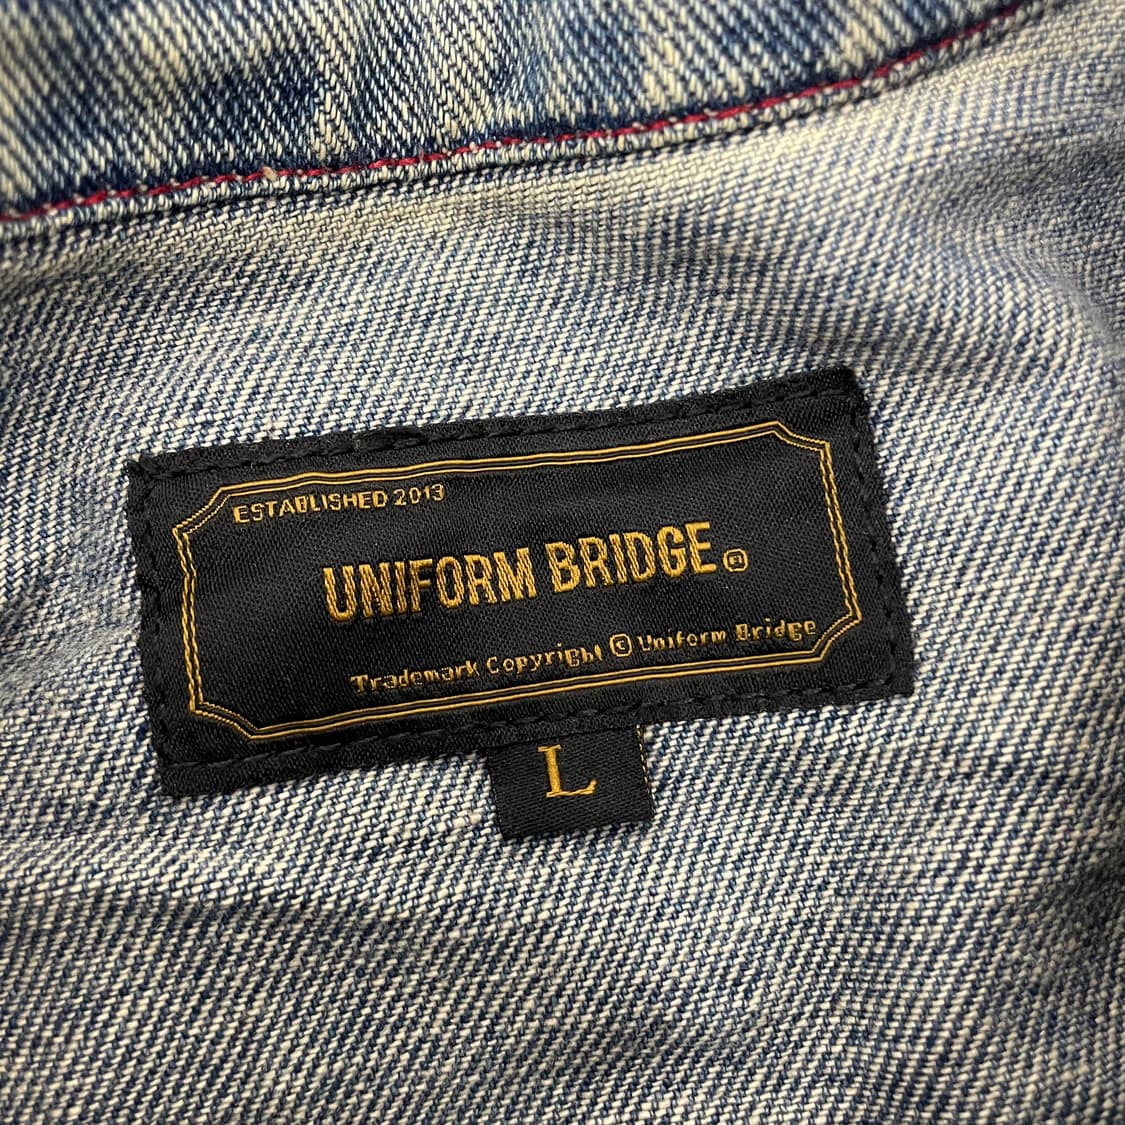 ESTABLISHED 2013
UNIFORM BRIDGE®
Trademark Copyright © Uniform Bridge
L